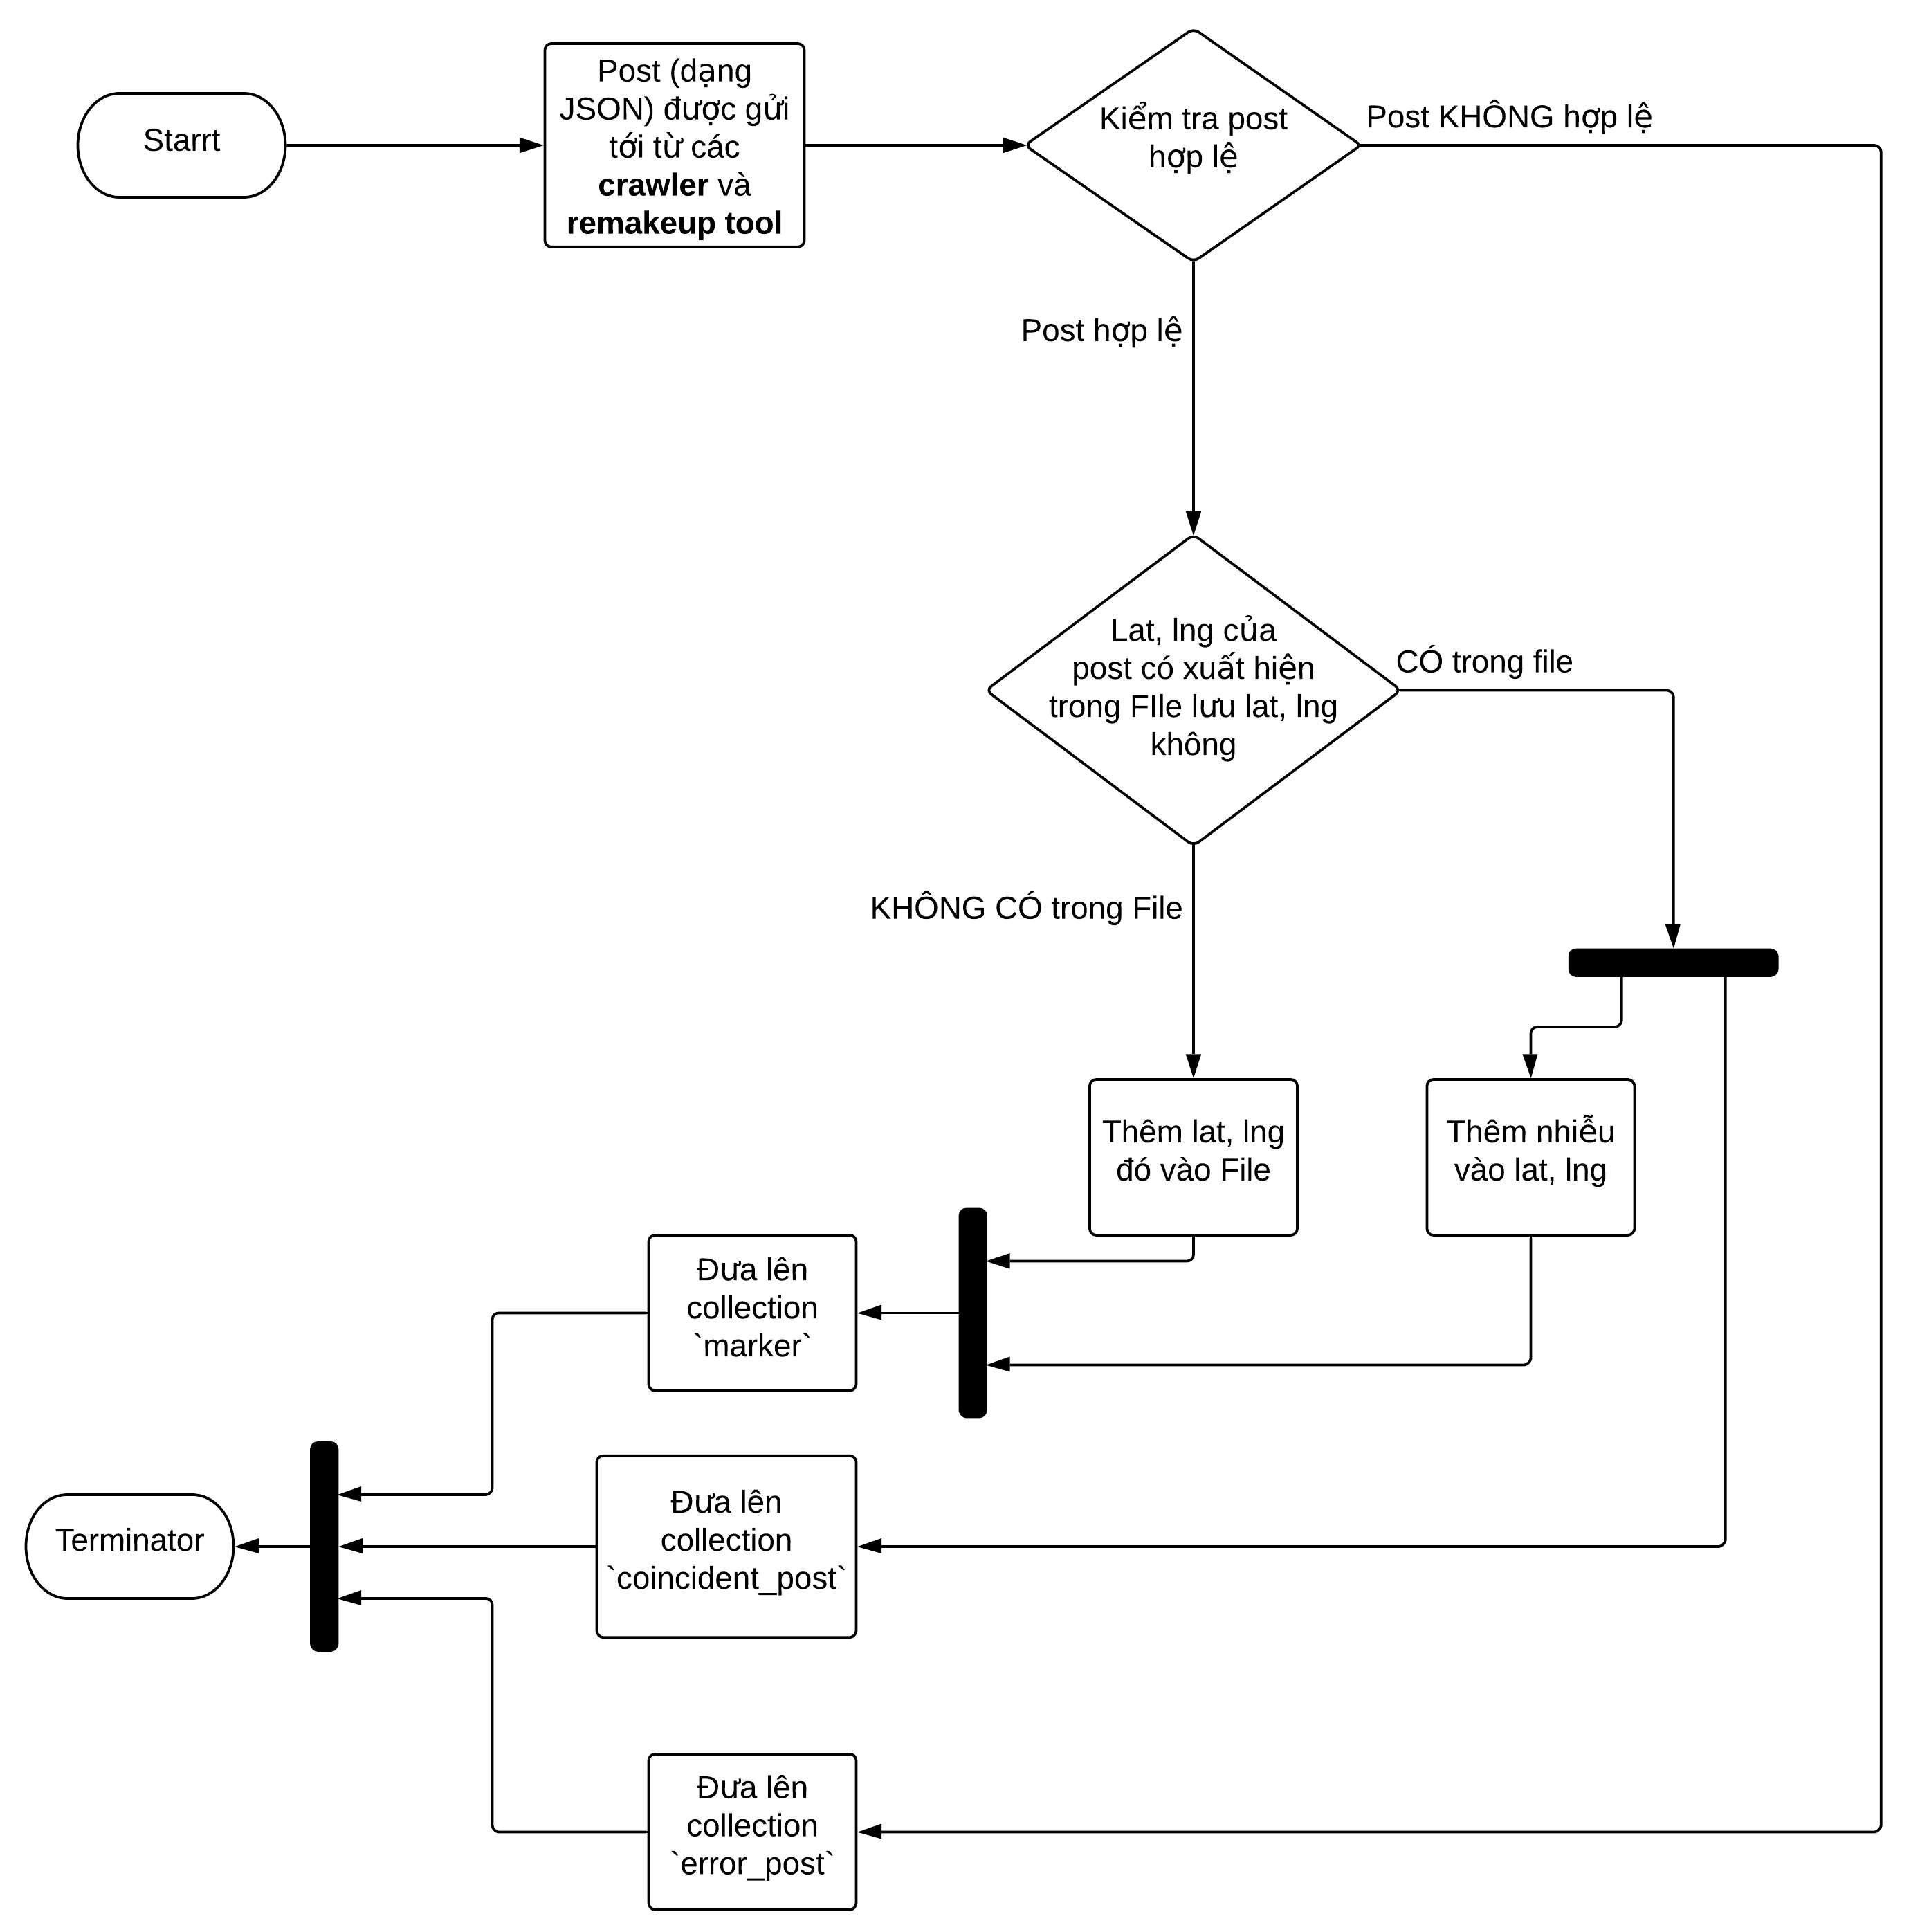 Starrt
Post (dạng
JSON) được gửi
tới từ các
crawler và
remakeup tool
Kiểm tra post
hợp lệ
Post KHÔNG hợp lệ
Post hợp lệ
Lat, lng của
post có xuất hiện
trong FIle lưu lat, lng
không
CÓ trong file
KHÔNG CÓ trong File
Thêm lat, lng
đó vào File
Thêm nhiễu
vào lat, lng
Đưa lên
collection
`marker`
Đưa lên
collection
`coincident_post`
Terminator
Đưa lên
collection
`error_post`